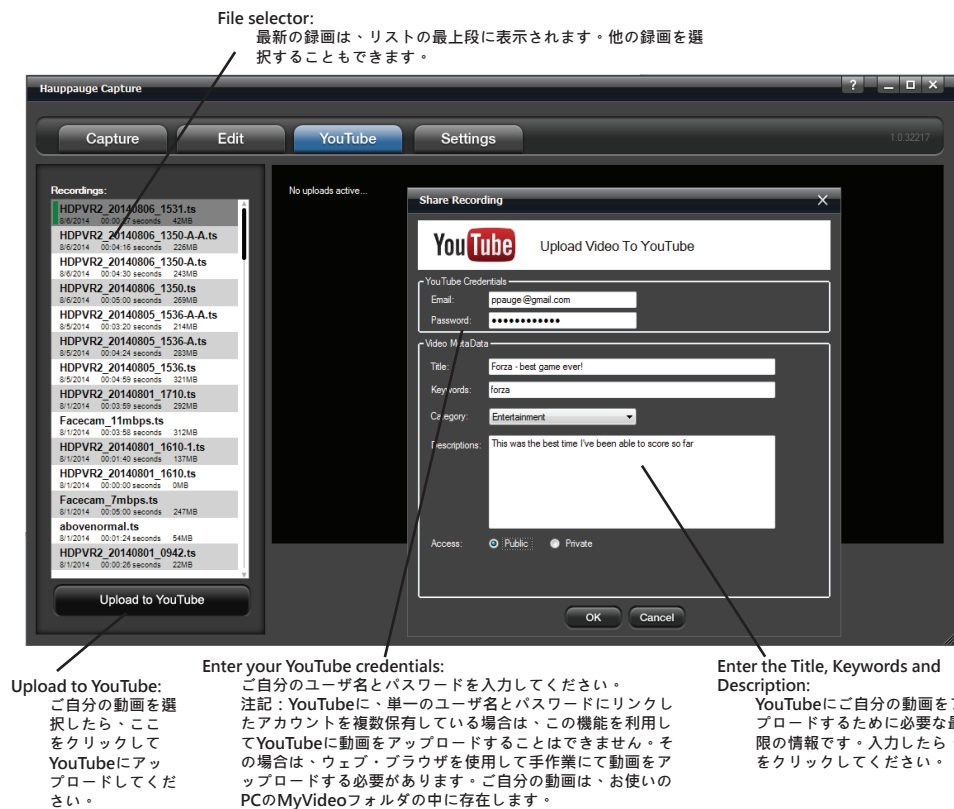 File selector:
最新の録画は、リストの最上段に表示されます。他の録画を選
択することもできます。
Hauppauge Capture
?
Capture
Edit
YouTube
Settings
1.0.32217
Recordings:
HDPVR2_20140806_1531.ts
8/6/2014 00:00:27 seconds 42MB
HDPVR2_20140806_1350-A-A.ts
8/6/2014 00:04:16 seconds 226MB
HDPVR2_20140806_1350-A.ts
8/6/2014 00:04:30 seconds 243MB
HDPVR2_20140806_1350.ts
8/6/2014 00:05:00 seconds 269MB
HDPVR2_20140805_1536-A-A.ts
8/5/2014 00:03:20 seconds 214MB
HDPVR2_20140805_1536-A.ts
8/5/2014 00:04:24 seconds 283MB
HDPVR2_20140805_1536.ts
8/5/2014 00:04:59 seconds 321MB
HDPVR2_20140801_1710.ts
8/1/2014 00:03:59 seconds 292MB
Facecam_11mbps.ts
8/1/2014 00:03:58 seconds 312MB
HDPVR2_20140801_1610-1.ts
8/1/2014 00:01:40 seconds 137MB
HDPVR2_20140801_1610.ts
8/1/2014 00:00:00 seconds 0MB
Facecam_7mbps.ts
8/1/2014 00:05:00 seconds 247MB
abovenormal.ts
8/1/2014 00:01:24 seconds 54MB
HDPVR2_20140801_0942.ts
8/1/2014 00:00:26 seconds 22MB
Upload to YouTube
No uploads active...
Share Recording
YouTube
Upload Video To YouTube
YouTube Credentials
Email: ppauge@gmail.com
Password: ●●●●●●●●●●●●
Video MetaData
Title: Forza - best game ever!
Keywords: forza
Category: Entertainment
Descriptions: This was the best time I've been able to score so far
Access: Public Private
OK
Cancel
Upload to YouTube:
ご自分の動画を選
択したら、ここ
をクリックして
YouTubeにアッ
プロードしてくだ
さい。
Enter your YouTube credentials:
ご自分のユーザ名とパスワードを入力してください。
注記：YouTubeに、単一のユーザ名とパスワードにリンクし
たアカウントを複数保有している場合は、この機能を利用し
てYouTubeに動画をアップロードすることはできません。そ
の場合は、ウェブ・ブラウザを使用して手作業にて動画をア
ップロードする必要があります。ご自分の動画は、お使いの
PCのMyVideoフォルダの中に存在します。
Enter the Title, Keywords and
Description:
YouTubeにご自分の動画を
プロードするために必要な最
限の情報です。入力したら
をクリックしてください。